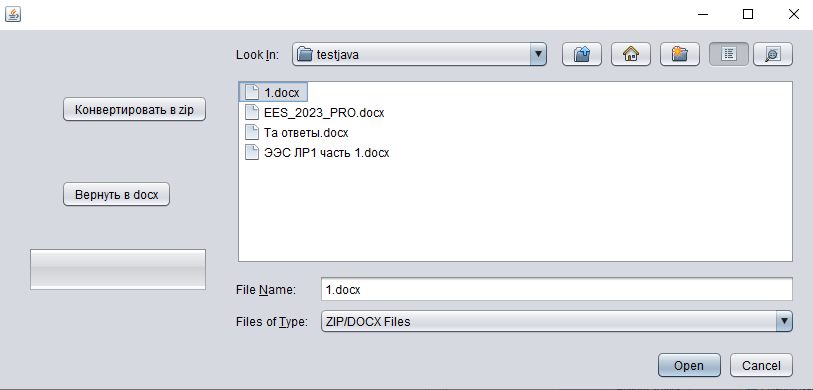 Look In: testjava
1.docx
EES_2023_PRO.docx
Та ответы.docx
ЭЭС ЛР1 часть 1.docx
Конвертировать в zip
Вернуть в docx
File Name: 1.docx
Files of Type: ZIP/DOCX Files
Open Cancel